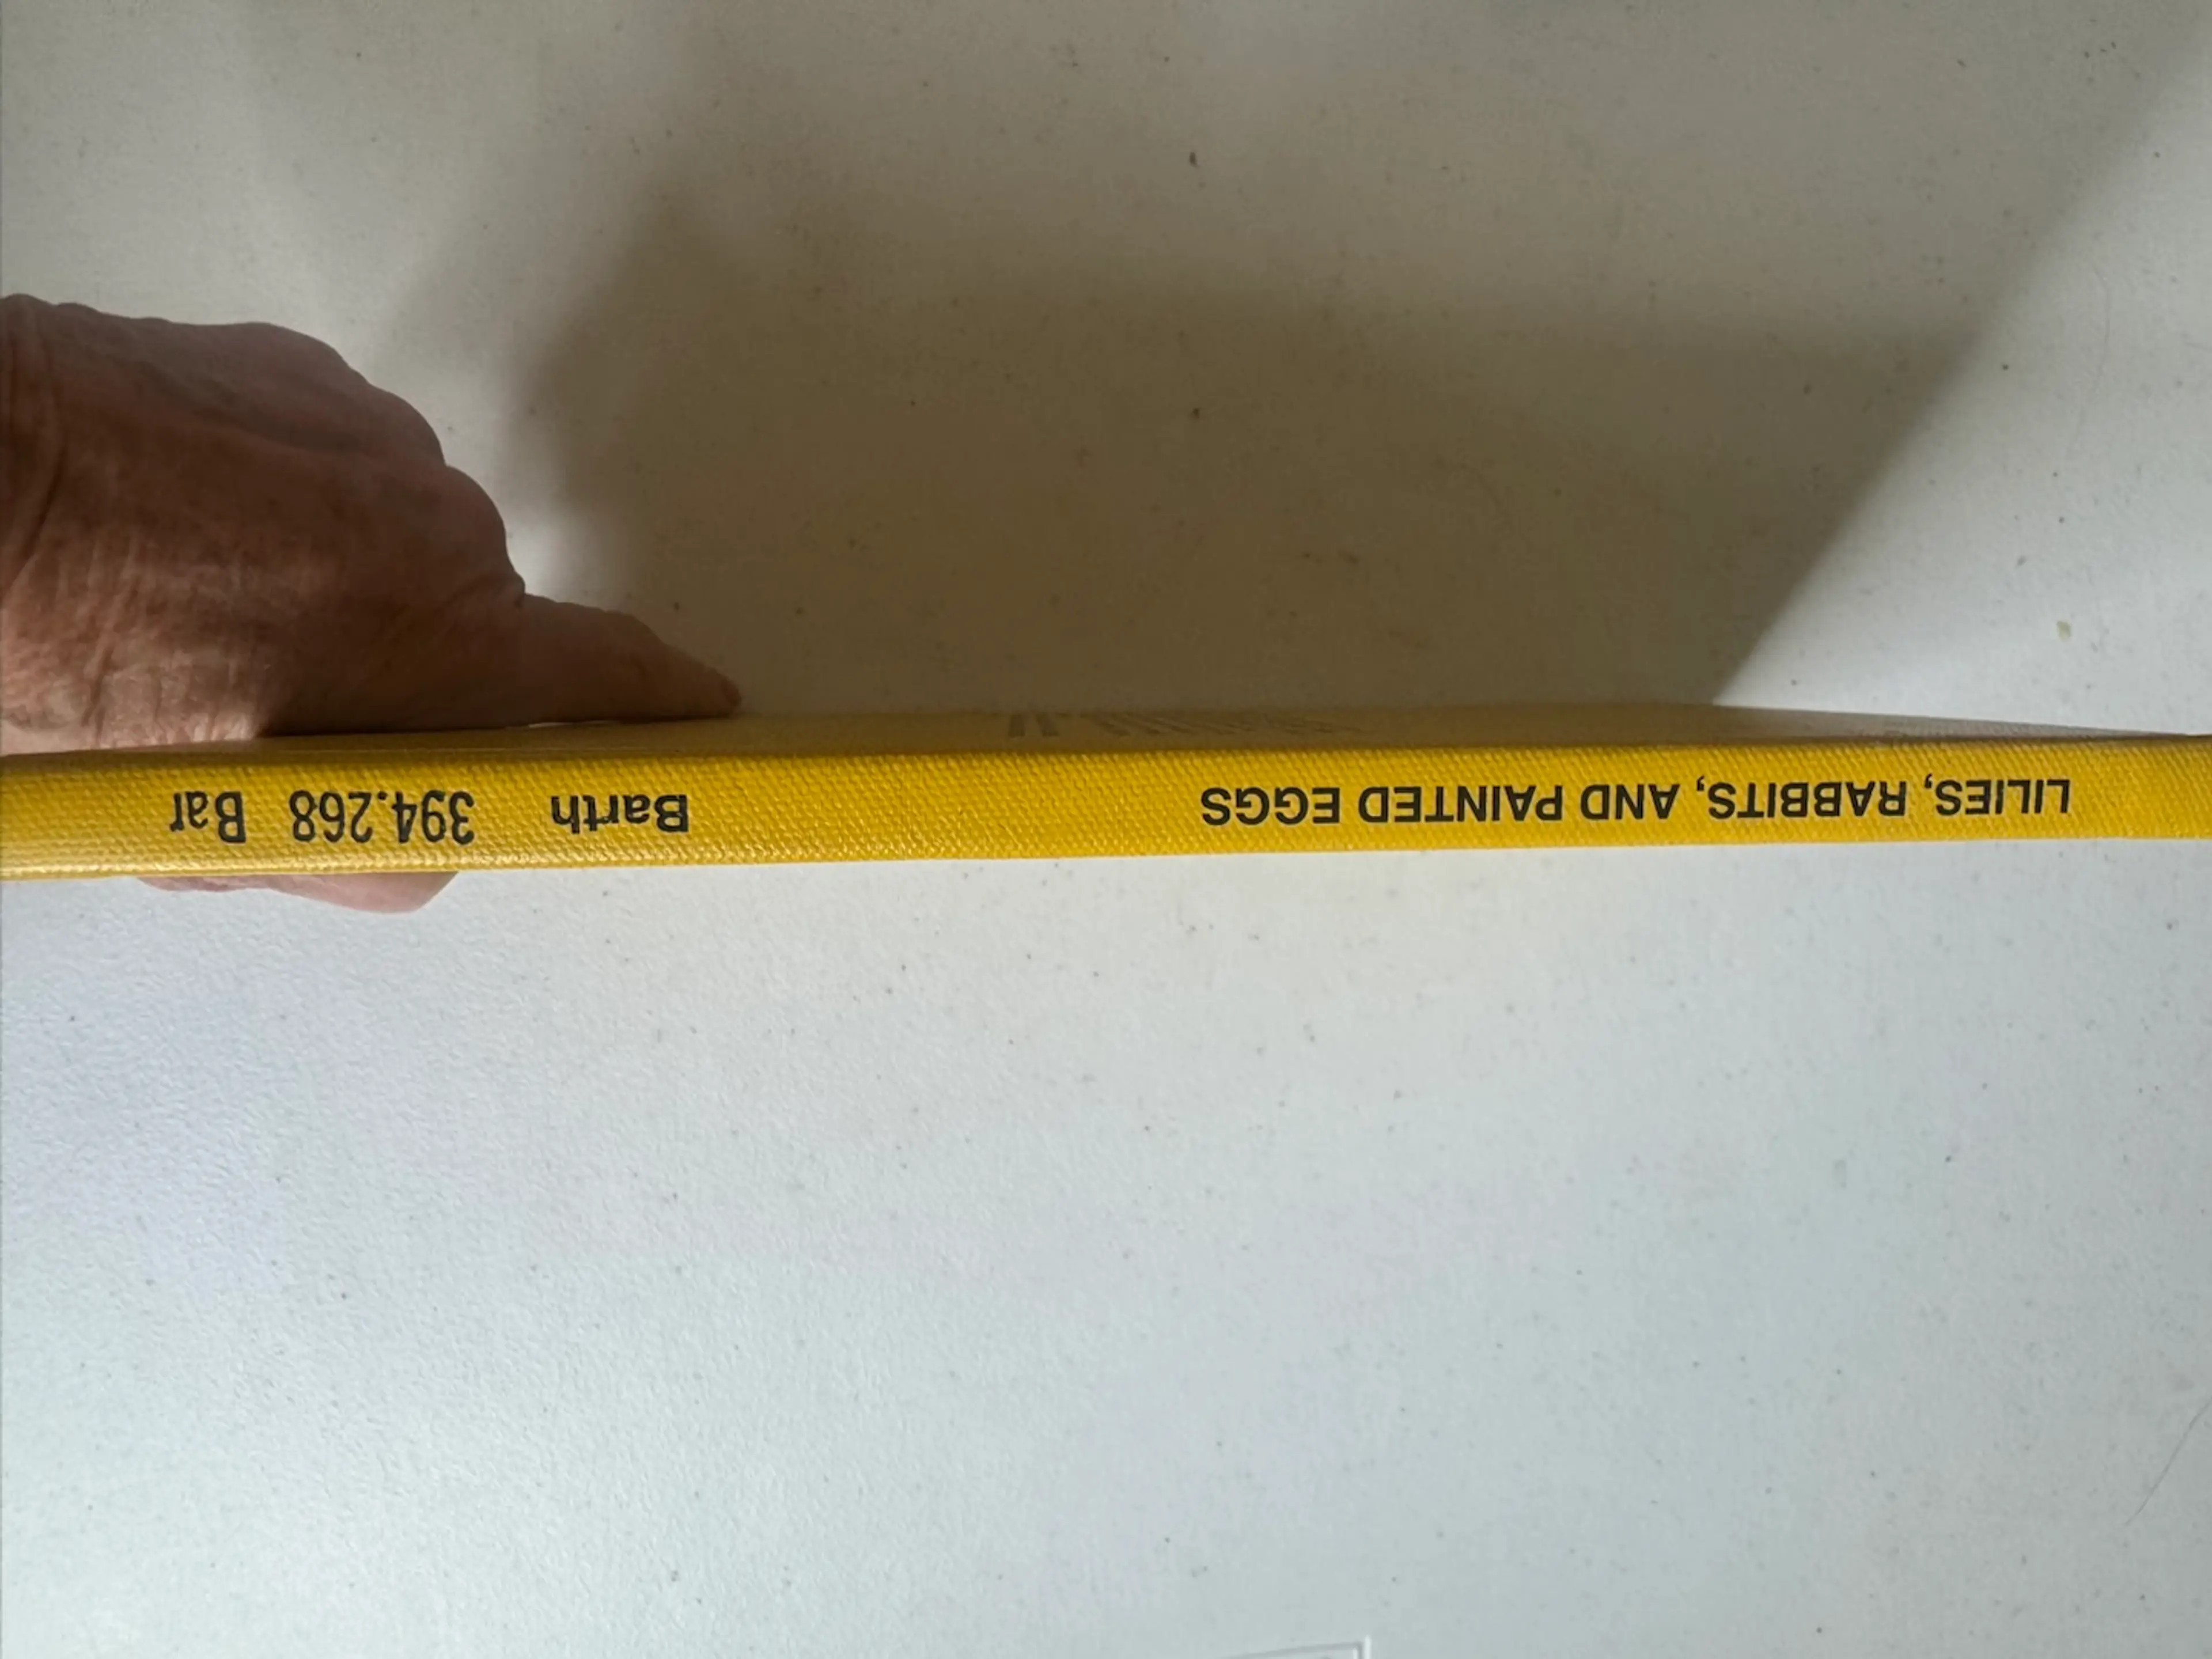 LILIES, RABBITS, AND PAINTED EGGS Barth 394.268 Bar